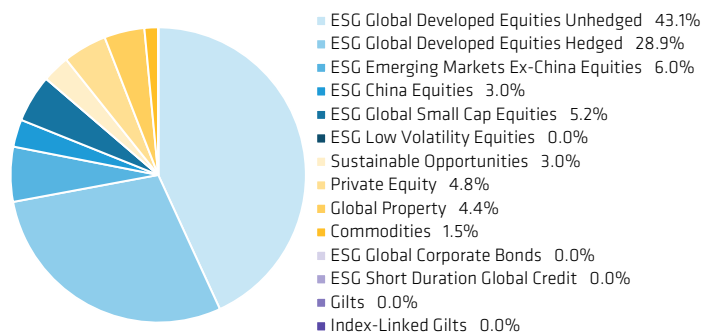 ESG Global Developed Equities Unhedged 43.1%
ESG Global Developed Equities Hedged 28.9%
ESG Emerging Markets Ex-China Equities 6.0%
ESG China Equities 3.0%
ESG Global Small Cap Equities 5.2%
ESG Low Volatility Equities 0.0%
Sustainable Opportunities 3.0%
Private Equity 4.8%
Global Property 4.4%
Commodities 1.5%
ESG Global Corporate Bonds 0.0%
ESG Short Duration Global Credit 0.0%
Gilts 0.0%
Index-Linked Gilts 0.0%